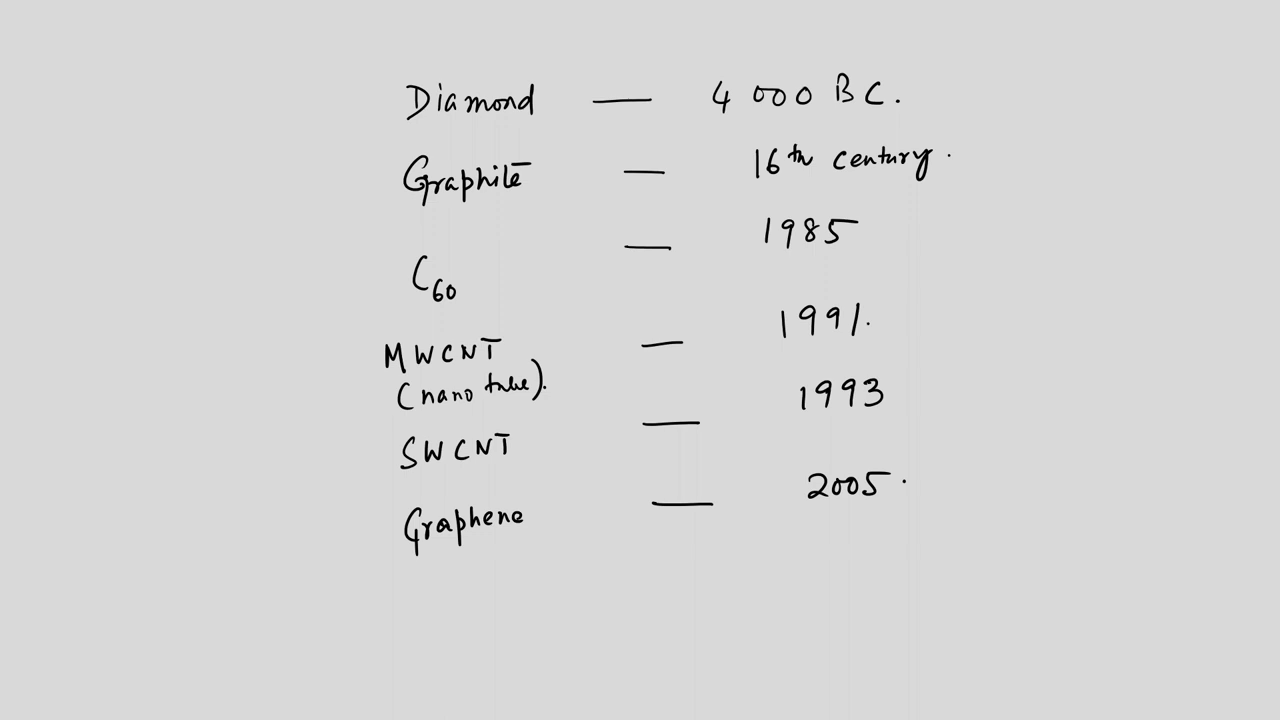 Diamond — 4000 BC.
Graphite — 16th century.
C60 — 1985
MWCNT — 1991.
(nano tube).
SWCNT — 1993
Graphene — 2005.